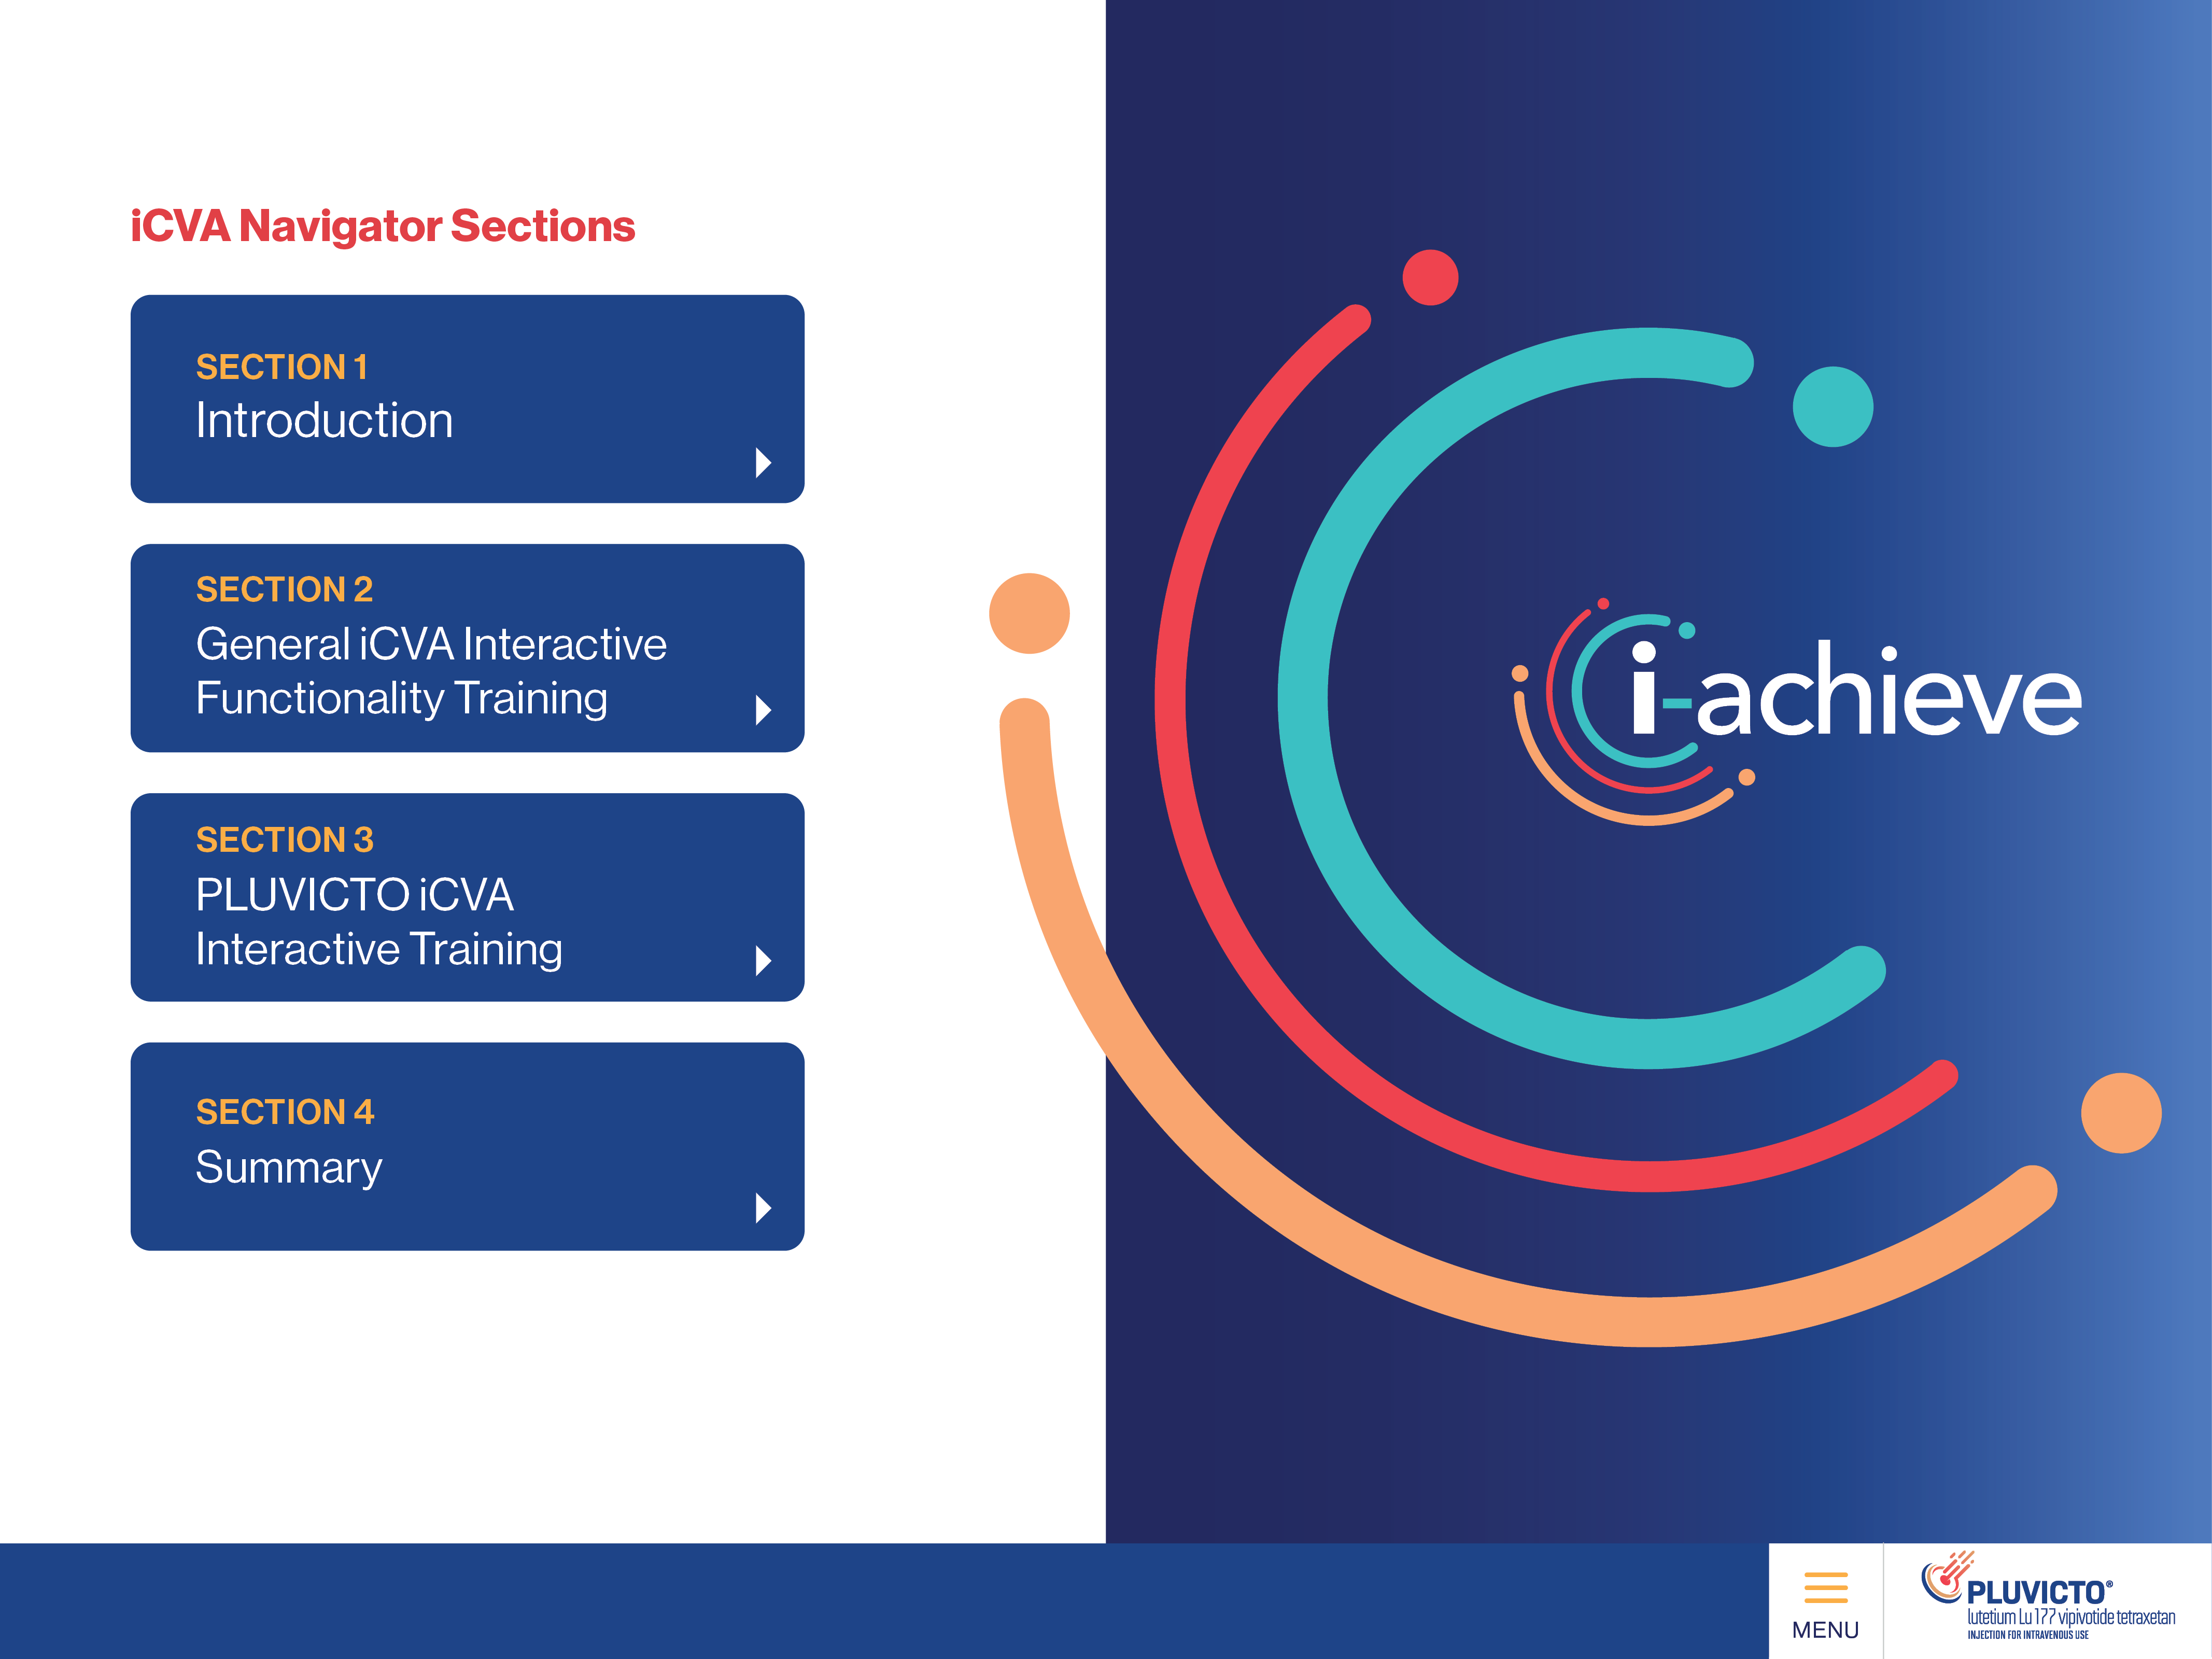 iCVA Navigator Sections
SECTION 1
Introduction
SECTION 2
General iCVA Interactive
Functionality Training
SECTION 3
PLUVICTO iCVA
Interactive Training
SECTION 4
Summary
i-achieve
MENU
PLUVICTO®
lutetium Lu 177 vipivotide tetraxetan
INJECTION FOR INTRAVENOUS USE